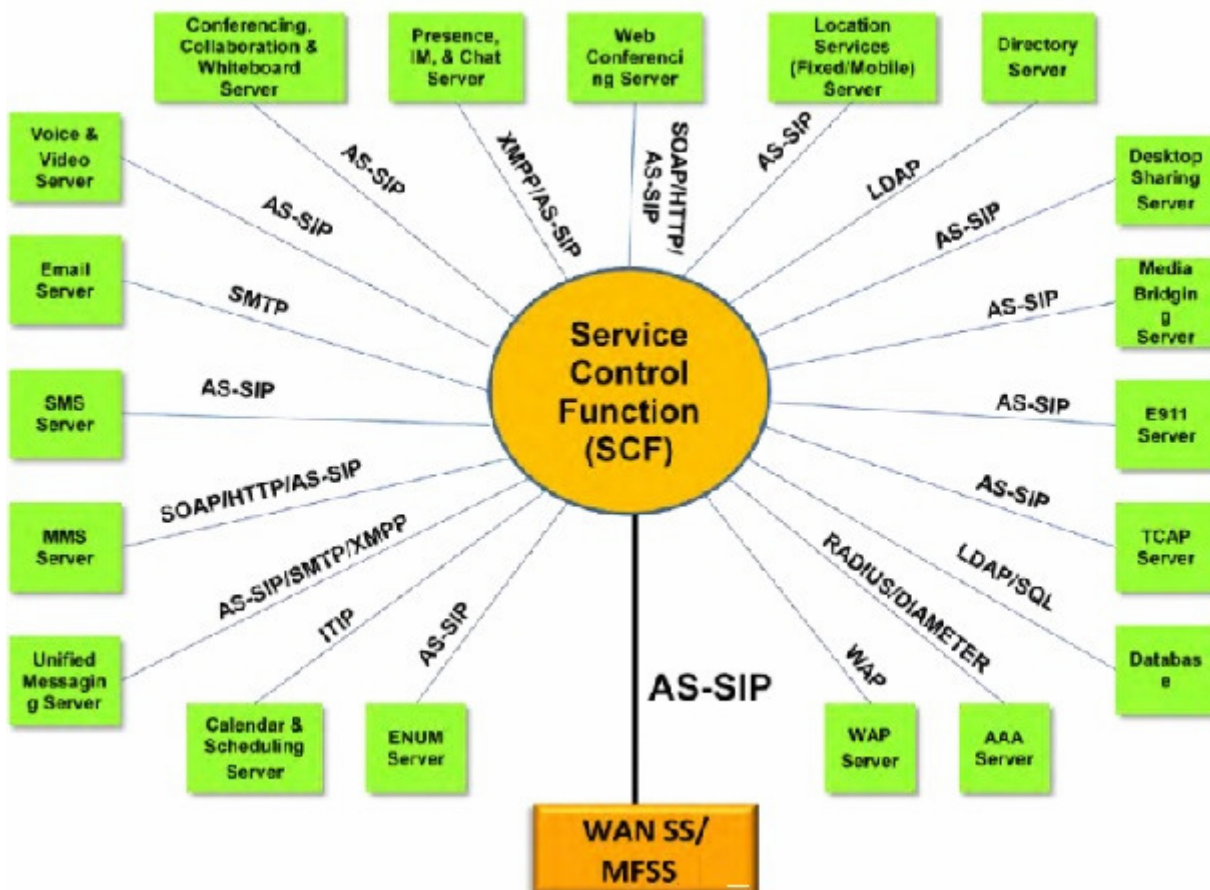 Conferencing,
Collaboration &
Whiteboard
Server
Presence,
IM, & Chat
Server
Web
Conferenci
ng Server
Location
Services
(Fixed/Mobile)
Server
Directory
Server
Voice &
Video
Server
AS-SIP
AS-SIP
XMPP/AS-SIP
SOAP/HTTP/
AS-SIP
AS-SIP
LDAP
Desktop
Sharing
Server
AS-SIP
Email
Server
SMTP
Media
Bridgin
g
Server
AS-SIP
Service
Control
Function
(SCF)
SMS
Server
AS-SIP
E911
Server
AS-SIP
MMS
Server
SOAP/HTTP/AS-SIP
TCAP
Server
AS-SIP
Unified
Messagin
g Server
AS-SIP/SMTP/XMPP
Databas
e
LDAP/SQL
Calendar &
Scheduling
Server
ITIP
ENUM
Server
AS-SIP
AS-SIP
WAP
Server
WAP
AAA
Server
RADIUS/DIAMETER
WAN SS/
MFSS